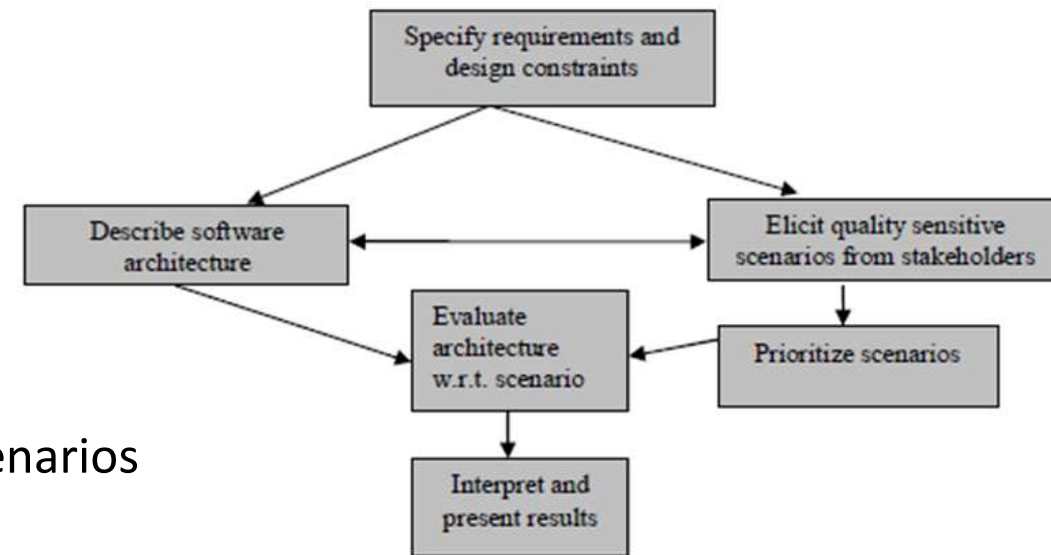 Specify requirements and
design constraints
Describe software
architecture
Elicit quality sensitive
scenarios from stakeholders
Evaluate
architecture
w.r.t. scenario
Prioritize scenarios
enarios
Interpret and
present results